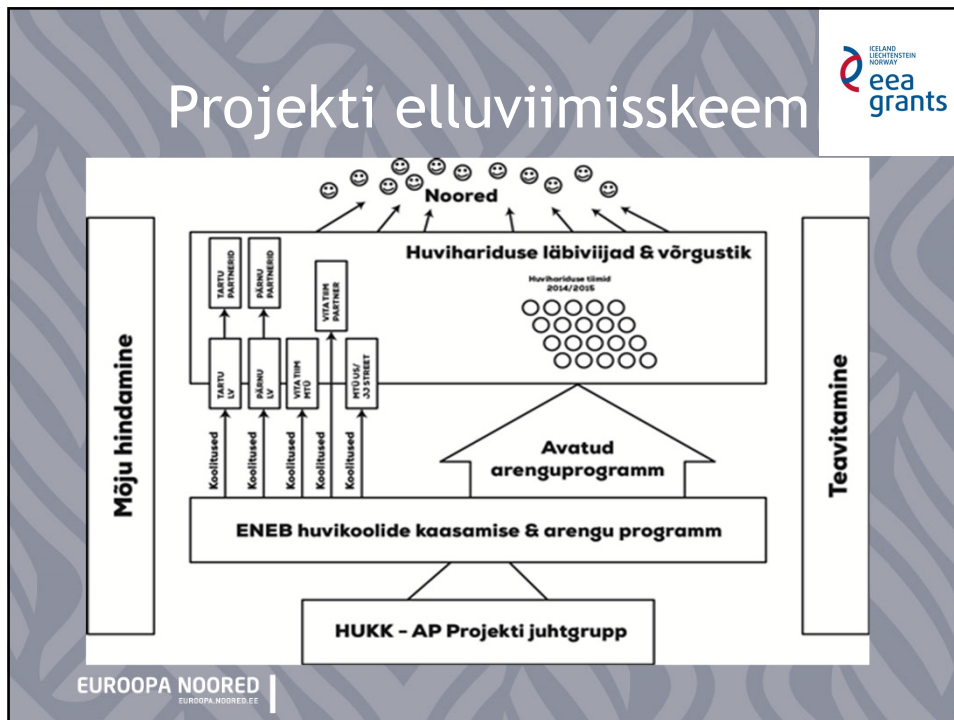 Projekti elluviimisskeem
ICELAND
LIECHTENSTEIN
NORWAY
eea
grants
Noored
Huvihariduse läbiviijad & võrgustik
Huvihariduse tiimid
2014/2015
TARTU
PARTNERID
PÄRNU
PARTNERID
VITA TIIM
PARTNER
TARTU
LV
PÄRNU
LV
VITA TIIM
MTÜ
MTÜ US/
JJ STREET
Koolitused
Koolitused
Koolitused
Koolitused
Koolitused
Avatud
arenguprogramm
Mõju hindamine
Teavitamine
ENEB huvikoolide kaasamise & arengu programm
HUKK – AP Projekti juhtgrupp
EUROOPA NOORED
EUROOPA.NOORED.EE